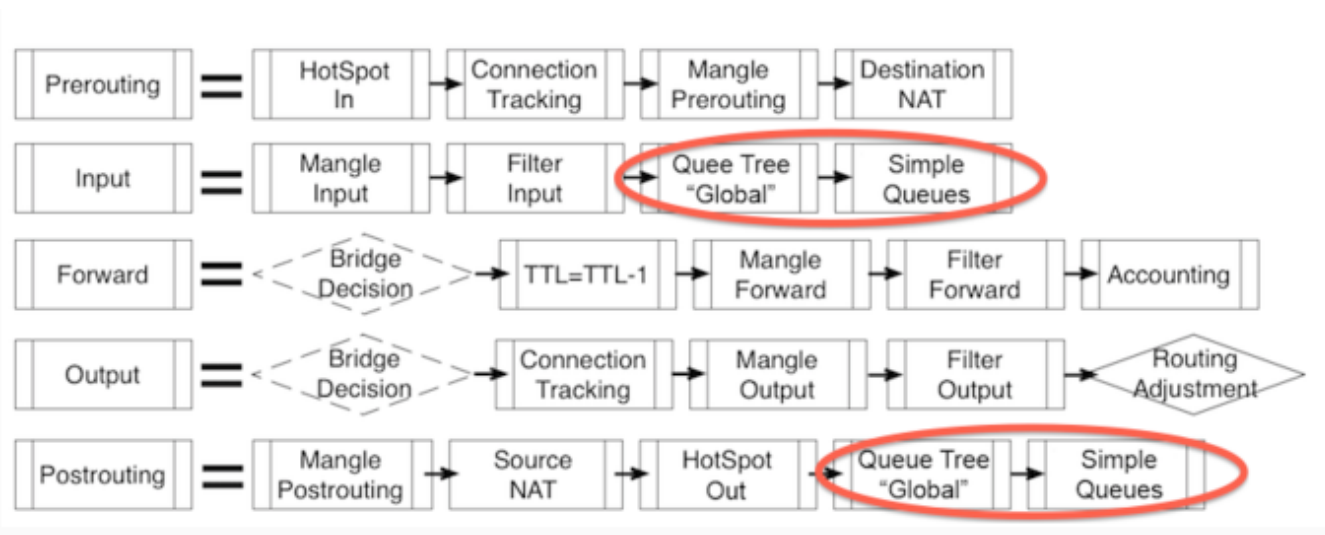 Prerouting = HotSpot In Connection Tracking Mangle Prerouting Destination NAT
Input = Mangle Input Filter Input Quee Tree “Global” Simple Queues
Forward = Bridge Decision TTL=TTL-1 Mangle Forward Filter Forward Accounting
Output = Bridge Decision Connection Tracking Mangle Output Filter Output Routing Adjustment
Postrouting = Mangle Postrouting Source NAT HotSpot Out Queue Tree “Global” Simple Queues